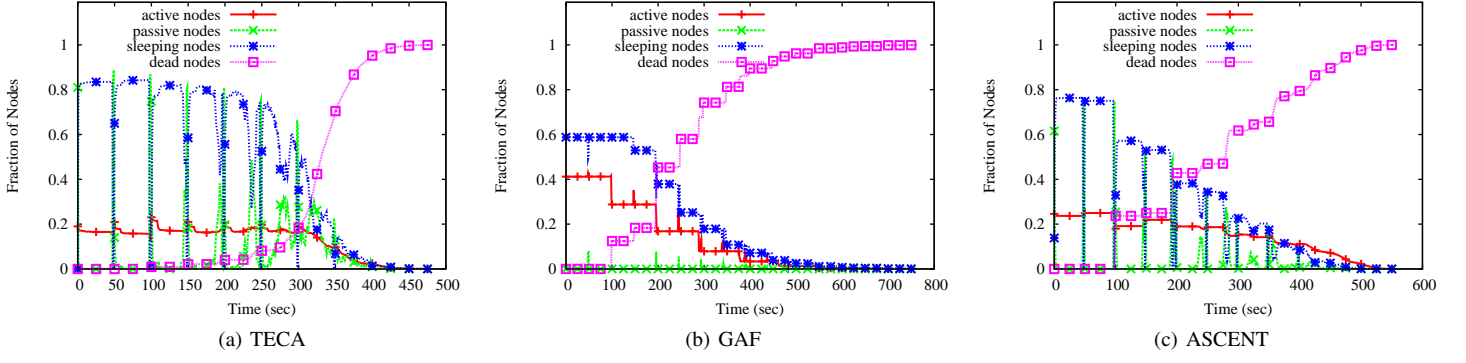 active nodes
passive nodes
sleeping nodes
dead nodes
1
0.8
0.6
0.4
0.2
0
Fraction of Nodes
0 50 100 150 200 250 300 350 400 450 500
Time (sec)
(a) TECA
active nodes
passive nodes
sleeping nodes
dead nodes
1
0.8
0.6
0.4
0.2
0
Fraction of Nodes
0 100 200 300 400 500 600 700 800
Time (sec)
(b) GAF
active nodes
passive nodes
sleeping nodes
dead nodes
1
0.8
0.6
0.4
0.2
0
Fraction of Nodes
0 100 200 300 400 500 600
Time (sec)
(c) ASCENT